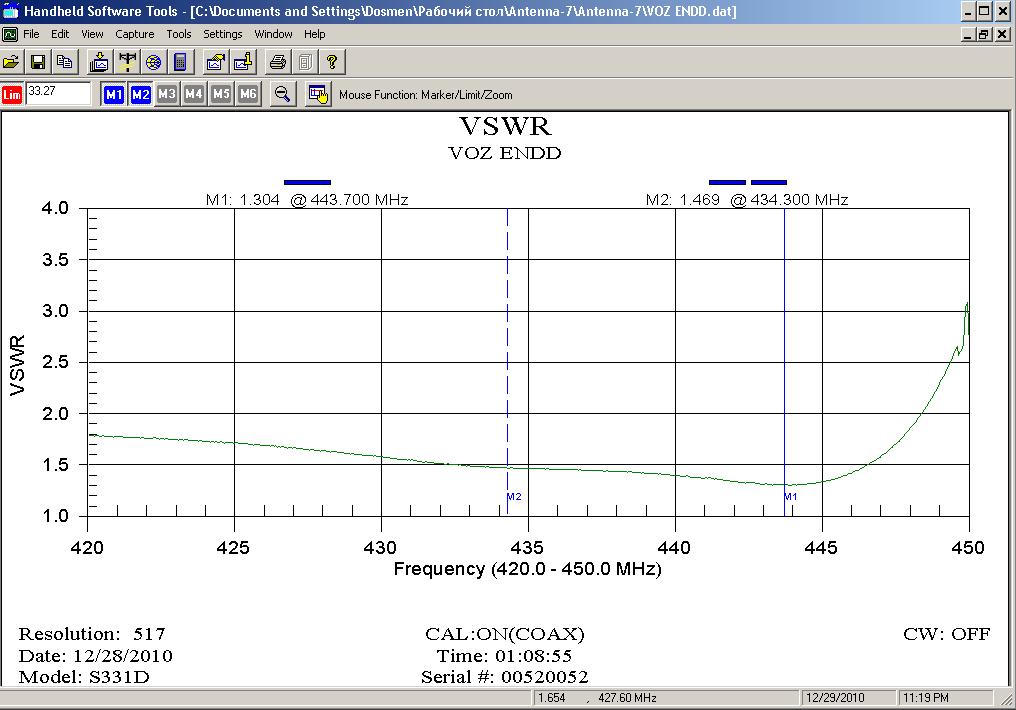 Handheld Software Tools - [C:\Documents and Settings\Dosmen\Рабочий стол\Antenna-7\Antenna-7\VOZ ENDD.dat]
File Edit View Capture Tools Settings Window Help
Lim 33.27 M1 M2 M3 M4 M5 M6 Mouse Function: Marker/Limit/Zoom
VSWR
VOZ ENDD
M1: 1.304 @ 443.700 MHz M2: 1.469 @ 434.300 MHz
4.0
3.5
3.0
2.5
2.0
1.5
1.0
VSWR
M2 M1
420 425 430 435 440 445 450
Frequency (420.0 - 450.0 MHz)
Resolution: 517 CAL:ON(COAX) CW: OFF
Date: 12/28/2010 Time: 01:08:55
Model: S331D Serial #: 00520052
1.654 , 427.60 MHz 12/29/2010 11:19 PM